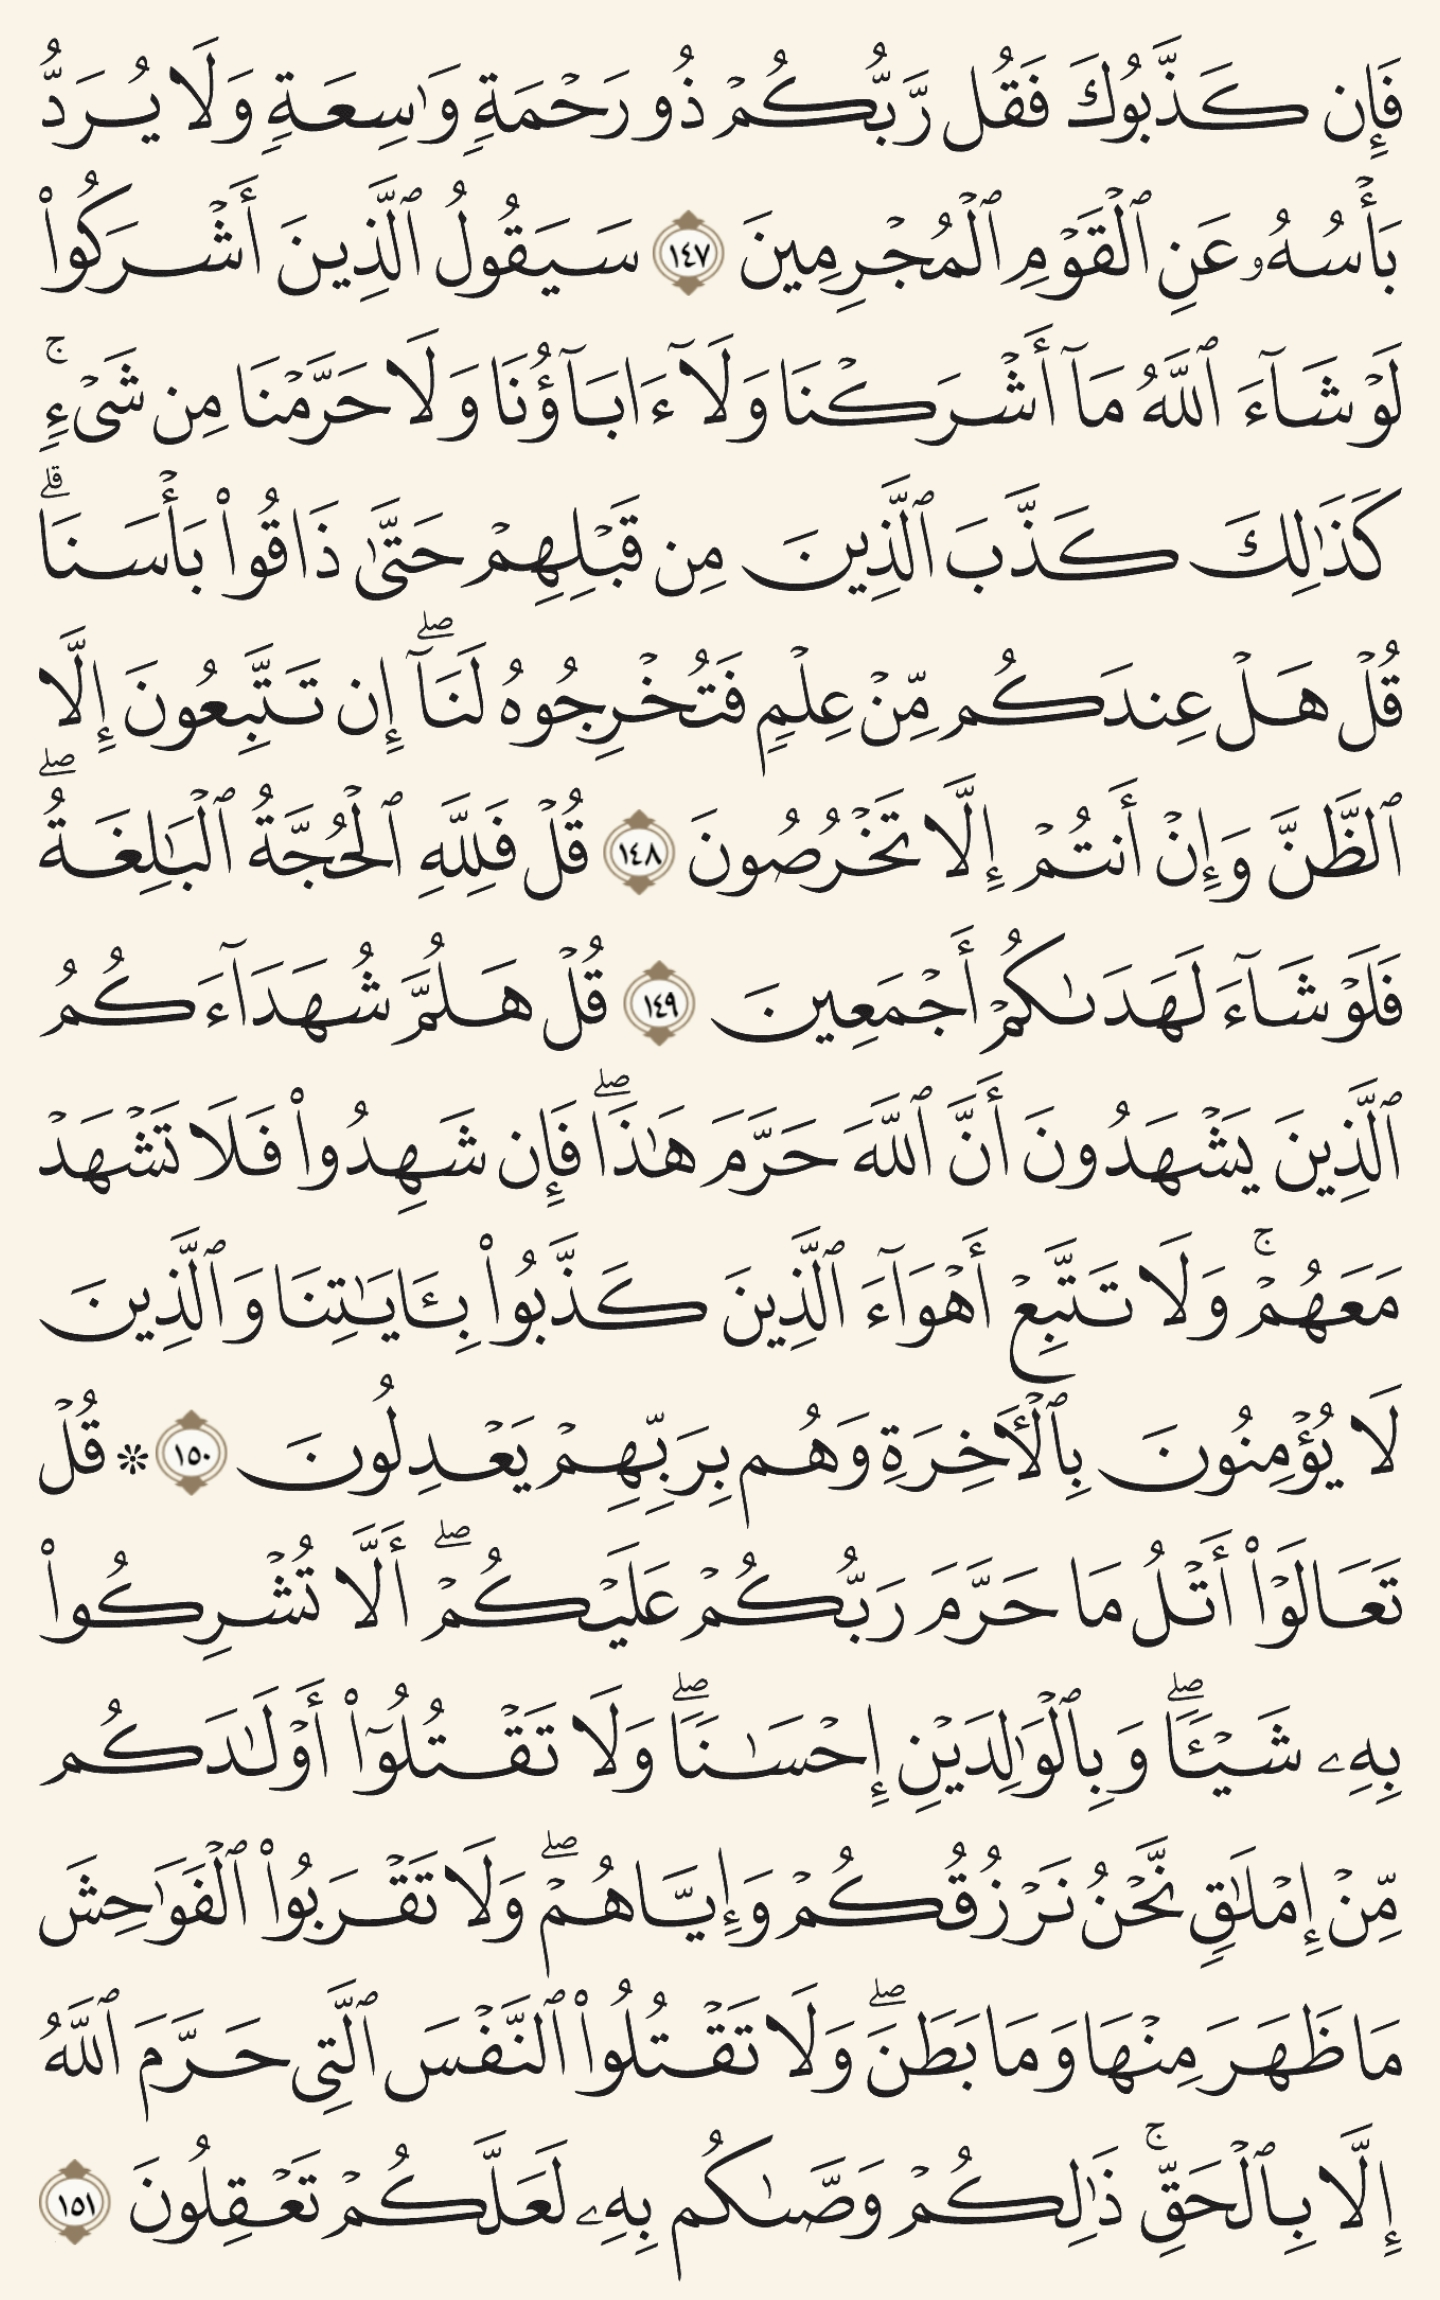 فَإِن كَذَّبُوكَ فَقُل رَّبُّكُمْ ذُو رَحْمَةٍ وَٰسِعَةٍ وَلَا يُرَدُّ
بَأْسُهُۥ عَنِ ٱلْقَوْمِ ٱلْمُجْرِمِينَ ١٤٧ سَيَقُولُ ٱلَّذِينَ أَشْرَكُوا۟
لَوْ شَآءَ ٱللَّهُ مَآ أَشْرَكْنَا وَلَآ ءَابَآؤُنَا وَلَا حَرَّمْنَا مِن شَىْءٍ ۚ
كَذَٰلِكَ كَذَّبَ ٱلَّذِينَ مِن قَبْلِهِمْ حَتَّىٰ ذَاقُوا۟ بَأْسَنَا ۗ
قُلْ هَلْ عِندَكُم مِّنْ عِلْمٍ فَتُخْرِجُوهُ لَنَآ ۖ إِن تَتَّبِعُونَ إِلَّا
ٱلظَّنَّ وَإِنْ أَنتُمْ إِلَّا تَخْرُصُونَ ١٤٨ قُلْ فَلِلَّهِ ٱلْحُجَّةُ ٱلْبَٰلِغَةُ ۖ
فَلَوْ شَآءَ لَهَدَىٰكُمْ أَجْمَعِينَ ١٤٩ قُلْ هَلُمَّ شُهَدَآءَكُمُ
ٱلَّذِينَ يَشْهَدُونَ أَنَّ ٱللَّهَ حَرَّمَ هَٰذَا ۖ فَإِن شَهِدُوا۟ فَلَا تَشْهَدْ
مَعَهُمْ ۚ وَلَا تَتَّبِعْ أَهْوَآءَ ٱلَّذِينَ كَذَّبُوا۟ بِـَٔايَٰتِنَا وَٱلَّذِينَ
لَا يُؤْمِنُونَ بِٱلْـَٔاخِرَةِ وَهُم بِرَبِّهِمْ يَعْدِلُونَ ١٥٠ ❇ قُلْ
تَعَالَوْا۟ أَتْلُ مَا حَرَّمَ رَبُّكُمْ عَلَيْكُمْ ۖ أَلَّا تُشْرِكُوا۟
بِهِۦ شَيْـًٔا ۖ وَبِٱلْوَٰلِدَيْنِ إِحْسَٰنًا ۖ وَلَا تَقْتُلُوٓا۟ أَوْلَٰدَكُم
مِّنْ إِمْلَٰقٍ نَّحْنُ نَرْزُقُكُمْ وَإِيَّاهُمْ ۖ وَلَا تَقْرَبُوا۟ ٱلْفَوَٰحِشَ
مَا ظَهَرَ مِنْهَا وَمَا بَطَنَ ۖ وَلَا تَقْتُلُوا۟ ٱلنَّفْسَ ٱلَّتِى حَرَّمَ ٱللَّهُ
إِلَّا بِٱلْحَقِّ ۚ ذَٰلِكُمْ وَصَّىٰكُم بِهِۦ لَعَلَّكُمْ تَعْقِلُونَ ١٥١